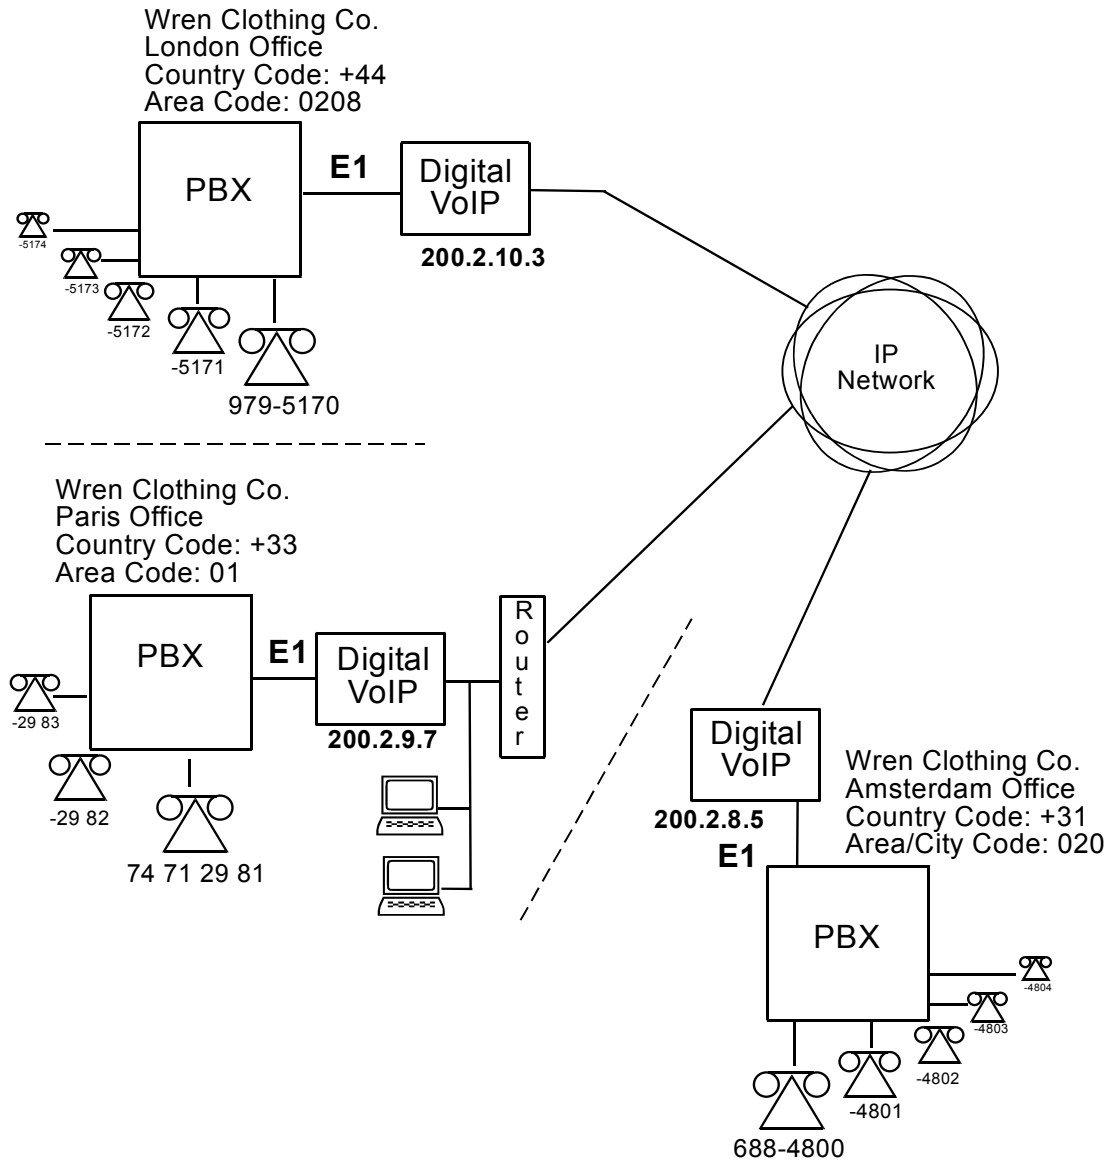 Wren Clothing Co.
London Office
Country Code: +44
Area Code: 0208
PBX
E1
Digital
VoIP
200.2.10.3
-5174
-5173
-5172
-5171
979-5170
IP
Network
Wren Clothing Co.
Paris Office
Country Code: +33
Area Code: 01
PBX
E1
Digital
VoIP
200.2.9.7
Router
-29 83
-29 82
74 71 29 81
Digital
VoIP
200.2.8.5
E1
Wren Clothing Co.
Amsterdam Office
Country Code: +31
Area/City Code: 020
PBX
-4804
-4803
-4802
-4801
688-4800